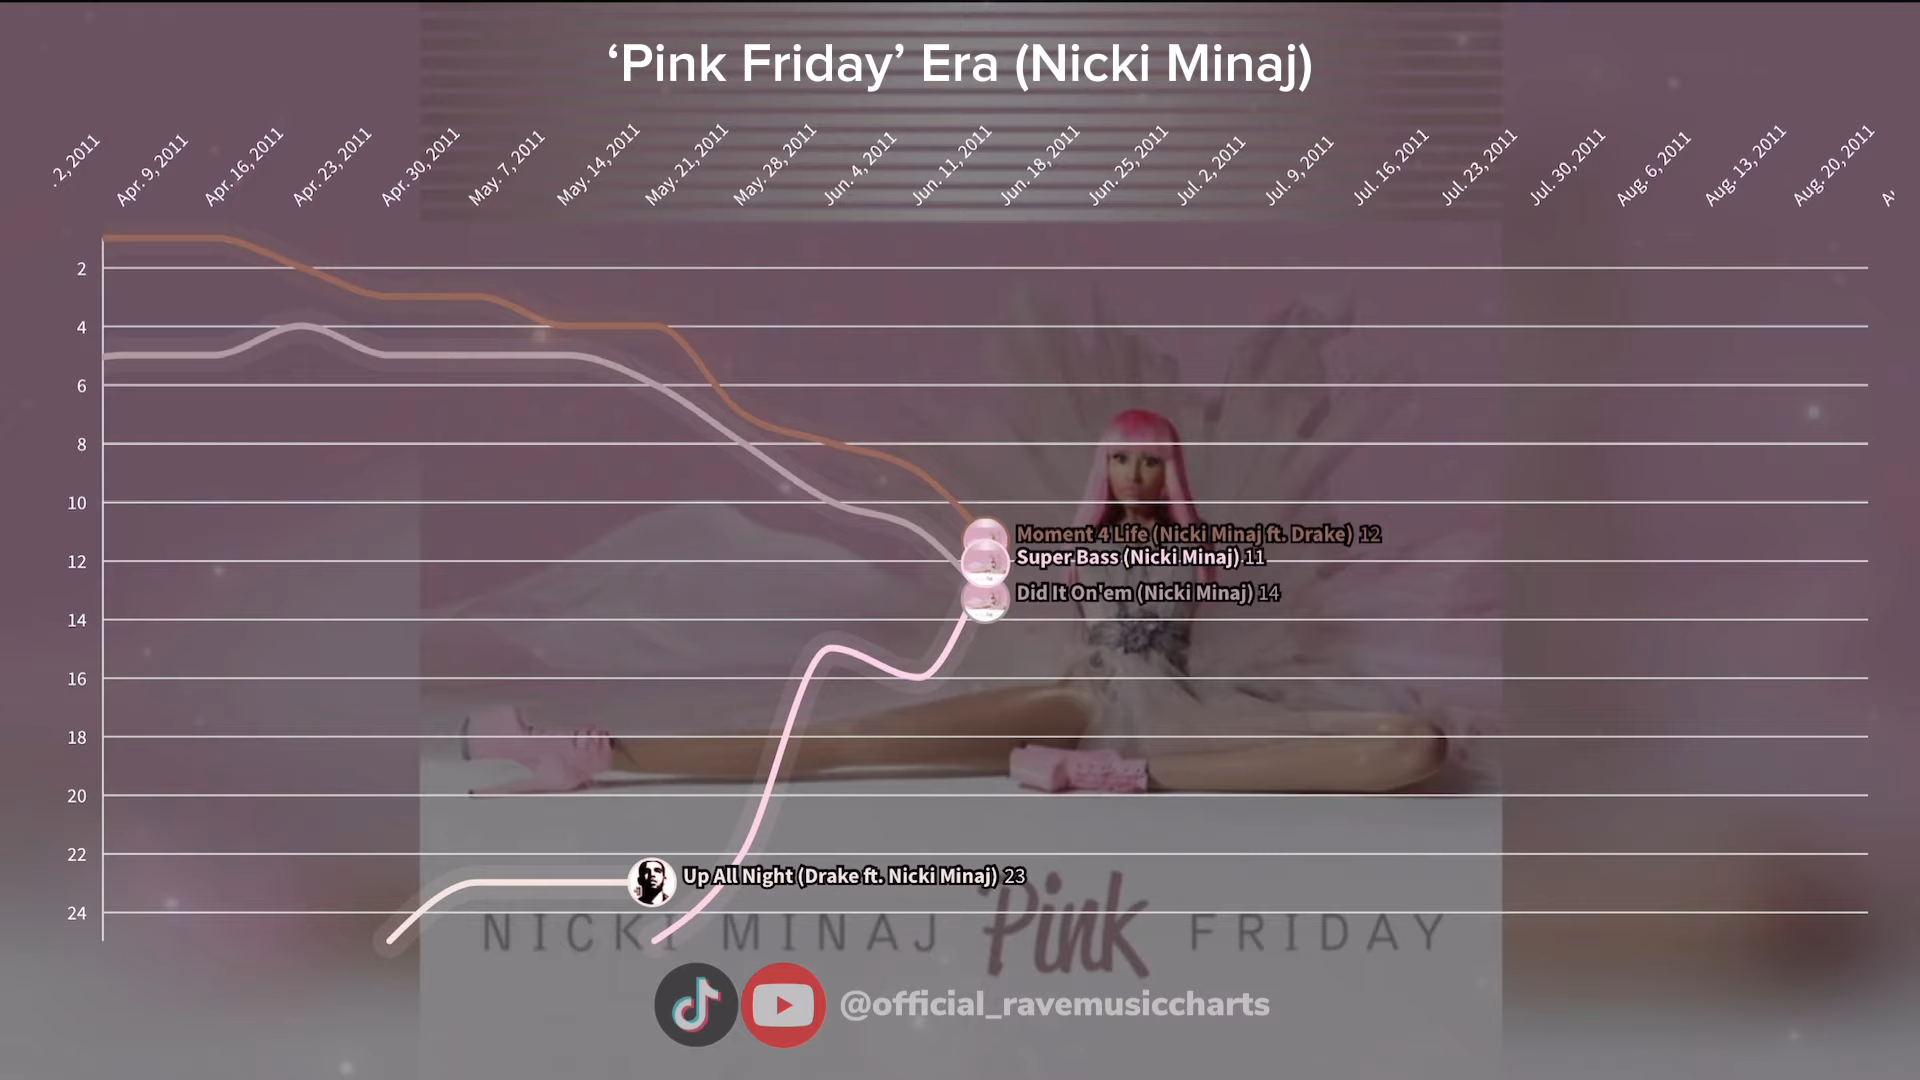 ‘Pink Friday’ Era (Nicki Minaj)
. 2, 2011
Apr. 9, 2011
Apr. 16, 2011
Apr. 23, 2011
Apr. 30, 2011
May. 7, 2011
May. 14, 2011
May. 21, 2011
May. 28, 2011
Jun. 4, 2011
Jun. 11, 2011
Jun. 18, 2011
Jun. 25, 2011
Jul. 2, 2011
Jul. 9, 2011
Jul. 16, 2011
Jul. 23, 2011
Jul. 30, 2011
Aug. 6, 2011
Aug. 13, 2011
Aug. 20, 2011
2
4
6
8
10
Moment 4 Life (Nicki Minaj ft. Drake) 12
Super Bass (Nicki Minaj) 11
12
Did It On'em (Nicki Minaj) 14
14
16
18
20
22
Up All Night (Drake ft. Nicki Minaj) 23
24
NICKI MINAJ Pink FRIDAY
@official_ravemusiccharts